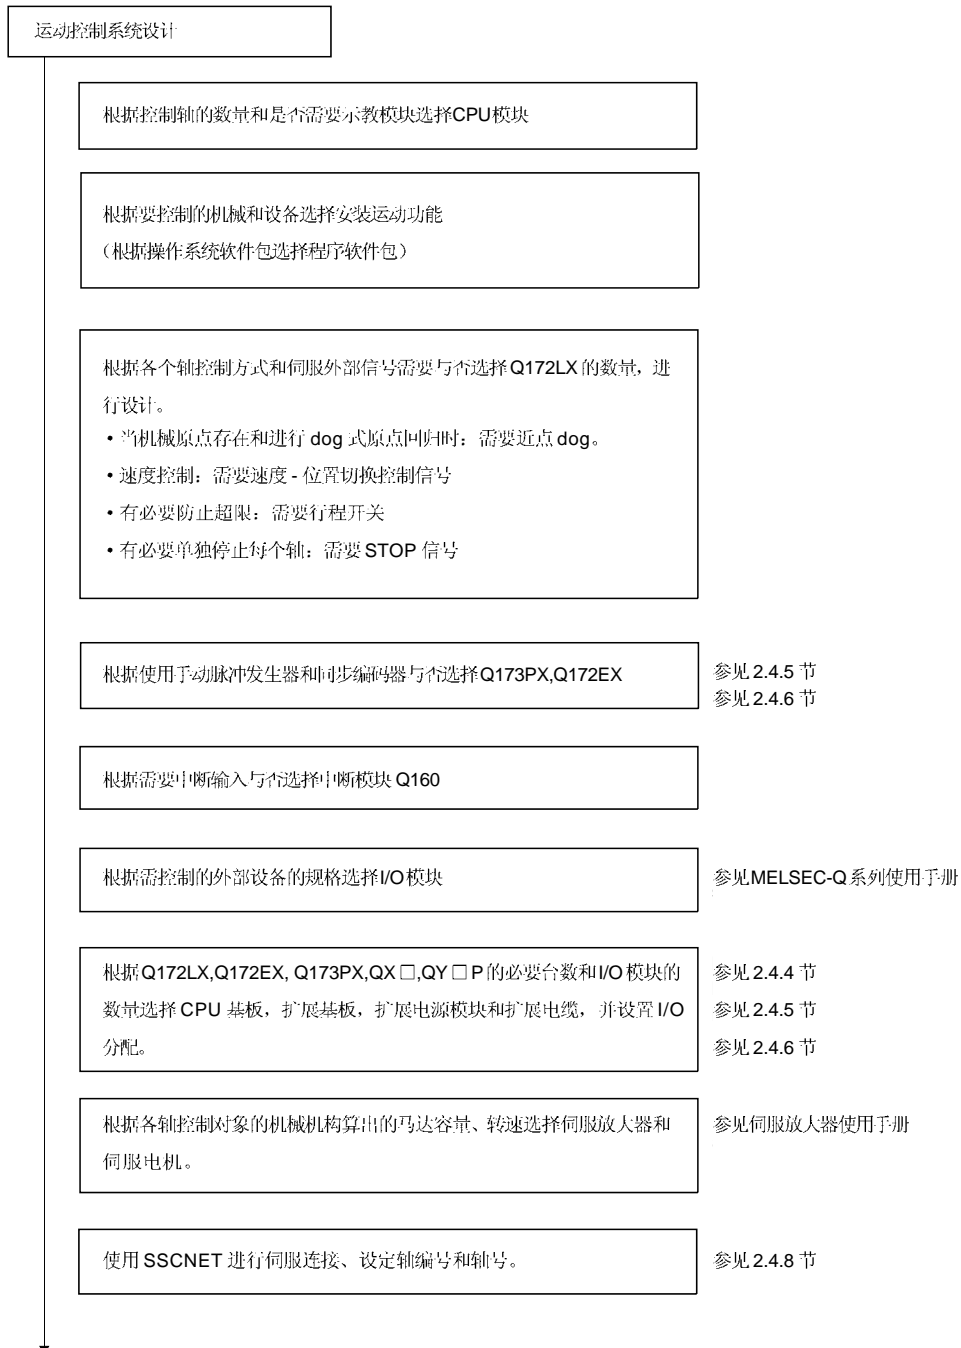 运动控制系统设计
根据控制轴的数量和是否需要示教模块选择CPU模块
根据要控制的机械和设备选择安装运动功能
（根据操作系统软件包选择程序软件包）
根据各个轴控制方式和伺服外部信号需要与否选择Q172LX的数量，进
行设计。
•当机械原点存在和进行 dog 式原点回归时：需要近点 dog。
•速度控制：需要速度 - 位置切换控制信号
•有必要防止超限：需要行程开关
•有必要单独停止每个轴：需要 STOP 信号
根据使用手动脉冲发生器和同步编码器与否选择Q173PX,Q172EX
参见 2.4.5 节
参见 2.4.6 节
根据需要中断输入与否选择中断模块 Q160
根据需控制的外部设备的规格选择I/O模块
参见MELSEC-Q系列使用手册
根据Q172LX,Q172EX, Q173PX,QX□,QY□P的必要台数和I/O模块的
参见 2.4.4 节
数量选择 CPU 基板，扩展基板，扩展电源模块和扩展电缆，并设置 I/O
参见 2.4.5 节
分配。
参见 2.4.6 节
根据各轴控制对象的机械机构算出的马达容量、转速选择伺服放大器和
参见伺服放大器使用手册
伺服电机。
使用 SSCNET 进行伺服连接、设定轴编号和轴号。
参见 2.4.8 节